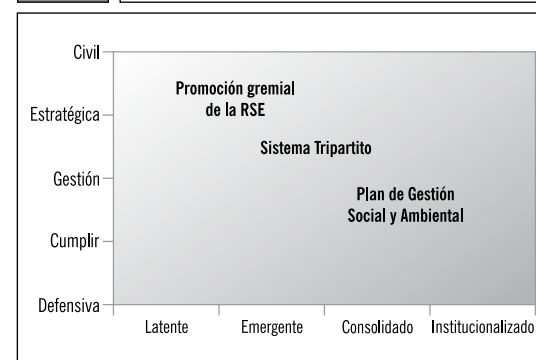 Civil
Promoción gremial
de la RSE
Estratégica
Sistema Tripartito
Gestión
Plan de Gestión
Social y Ambiental
Cumplir
Defensiva
Latente Emergente Consolidado Institucionalizado